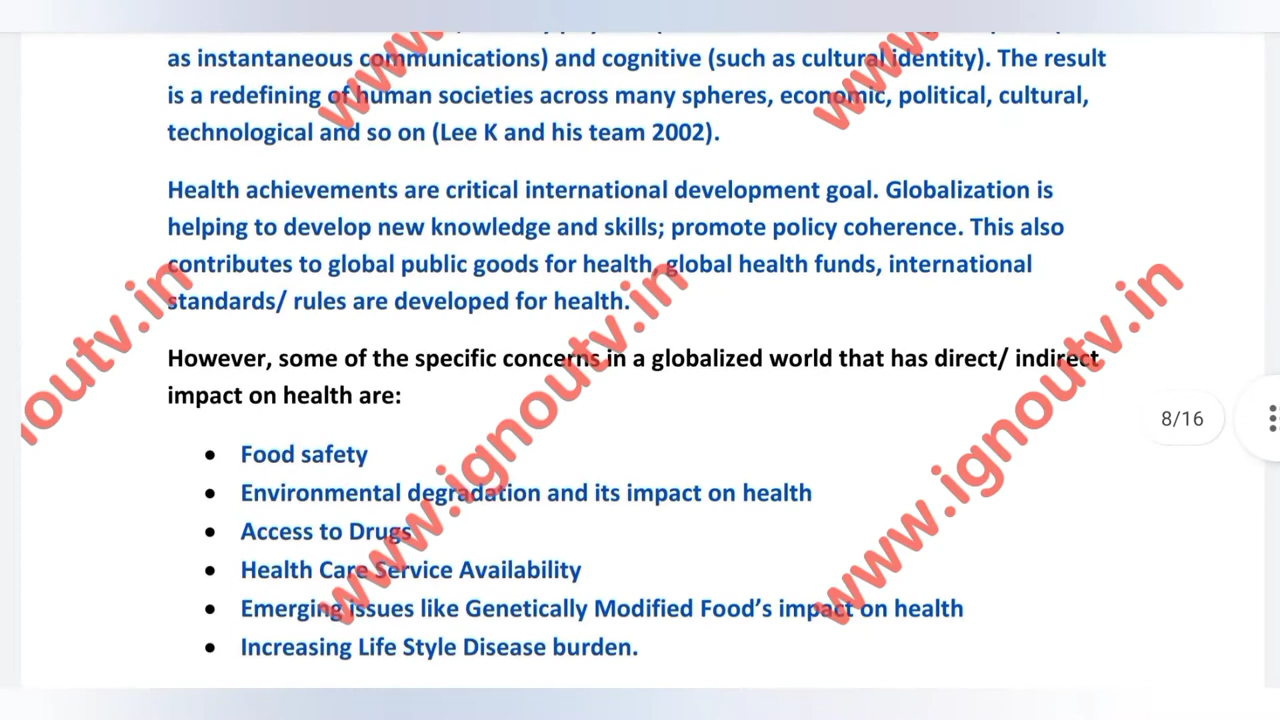 as instantaneous communications) and cognitive (such as cultural identity). The result
is a redefining of human societies across many spheres, economic, political, cultural,
technological and so on (Lee K and his team 2002).
Health achievements are critical international development goal. Globalization is
helping to develop new knowledge and skills; promote policy coherence. This also
contributes to global public goods for health, global health funds, international
standards/ rules are developed for health.
However, some of the specific concerns in a globalized world that has direct/ indirect
impact on health are:
8/16
• Food safety
• Environmental degradation and its impact on health
• Access to Drugs
• Health Care Service Availability
• Emerging issues like Genetically Modified Food's impact on health
• Increasing Life Style Disease burden.
www.ignoutv.in
www.ignoutv.in